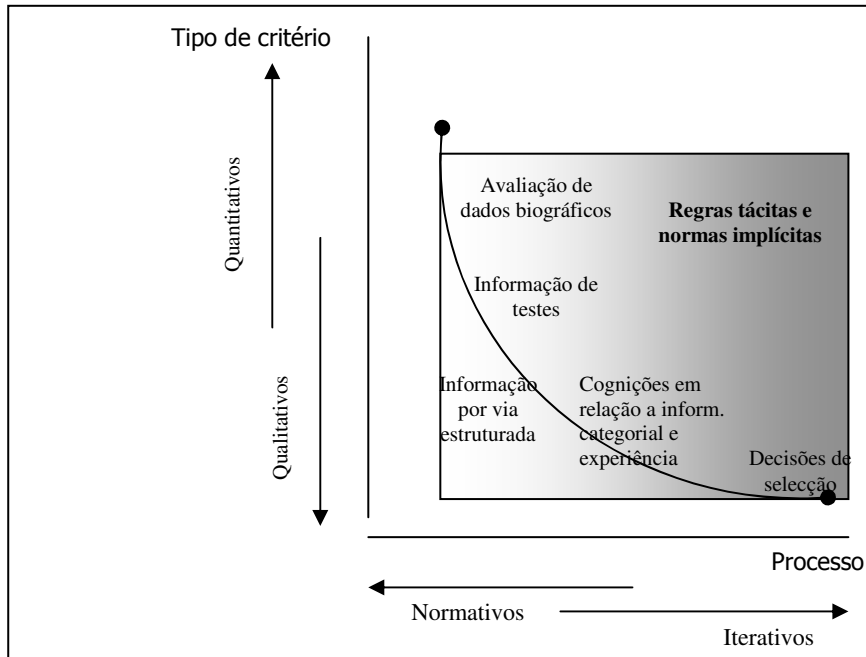 Tipo de critério
Quantitativos
Qualitativos
Avaliação de
dados biográficos
Regras tácitas e
normas implícitas
Informação de
testes
Informação
por via
estruturada
Cognições em
relação a inform.
categorial e
experiência
Decisões de
selecção
Processo
Normativos
Iterativos